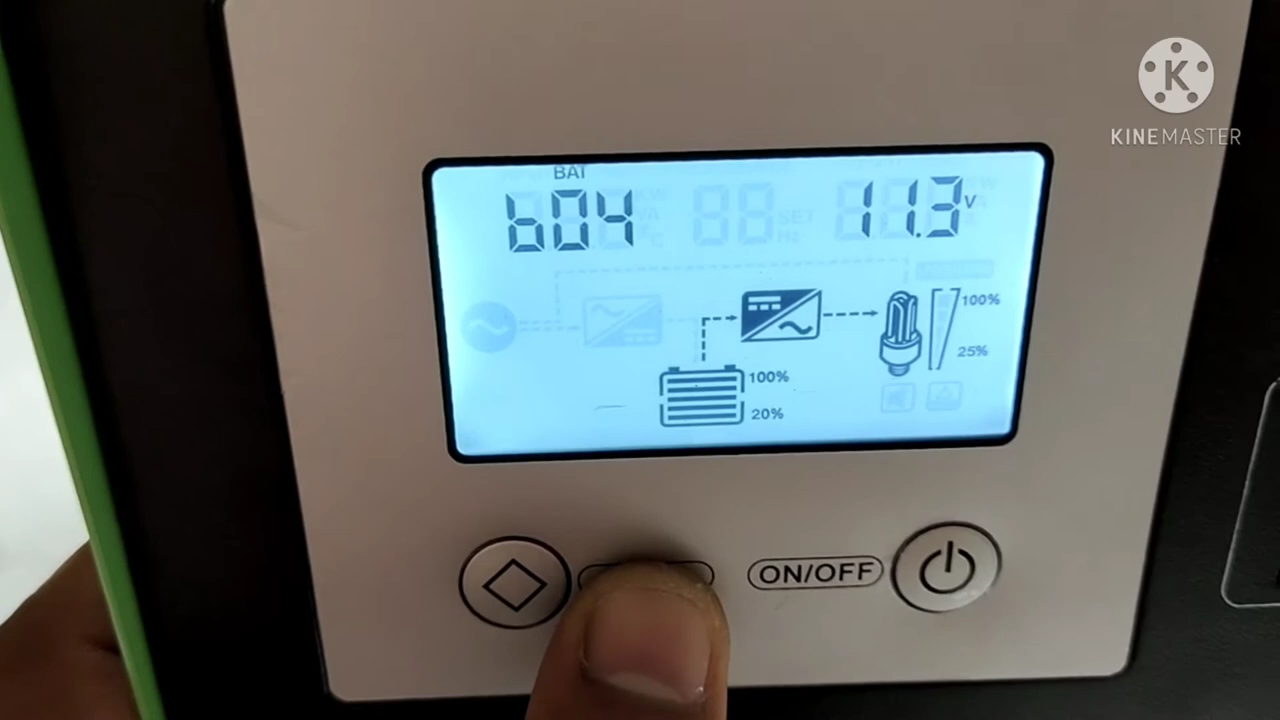 K
KINEMASTER
BAT
b04 11.3 V
100%
25%
100%
20%
ON/OFF